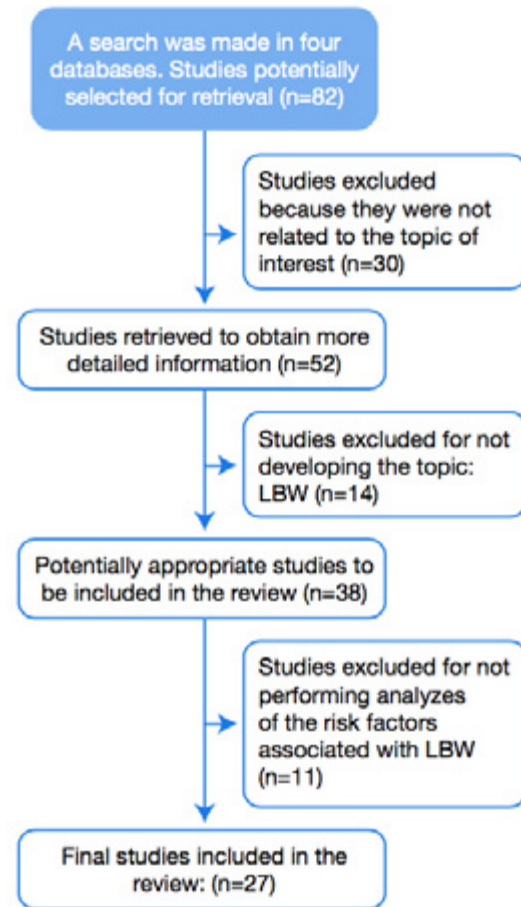 A search was made in four
databases. Studies potentially
selected for retrieval (n=82)
Studies excluded
because they were not
related to the topic of
interest (n=30)
Studies retrieved to obtain more
detailed information (n=52)
Studies excluded for not
developing the topic:
LBW (n=14)
Potentially appropriate studies to
be included in the review (n=38)
Studies excluded for not
performing analyzes
of the risk factors
associated with LBW
(n=11)
Final studies included in the
review: (n=27)